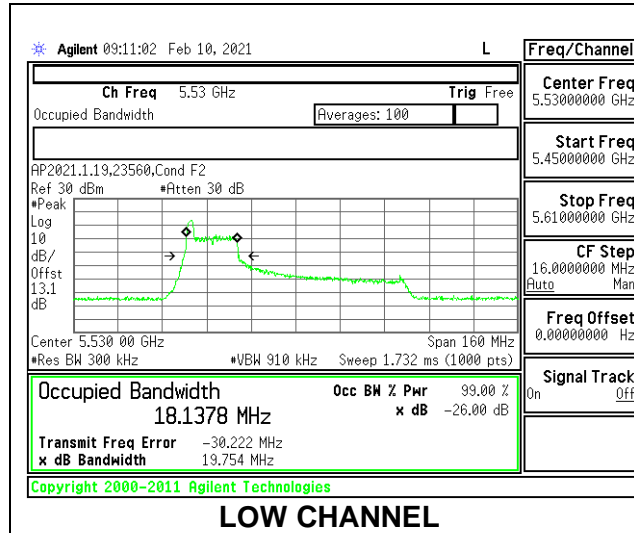 Agilent 09:11:02 Feb 10, 2021 L Freq/Channel
Ch Freq 5.53 GHz Trig Free
Occupied Bandwidth Averages: 100
Center Freq
5.53000000 GHz
Start Freq
5.45000000 GHz
Stop Freq
5.61000000 GHz
CF Step
16.0000000 MHz
Auto Man
Freq Offset
0.00000000 Hz
Signal Track
On Off
AP2021.1.19,23560,Cond F2
Ref 30 dBm #Atten 30 dB
#Peak
Log
10
dB/
Offst
13.1
dB
Center 5.530 00 GHz Span 160 MHz
#Res BW 300 kHz #VBW 910 kHz Sweep 1.732 ms (1000 pts)
Occupied Bandwidth Occ BW % Pwr 99.00 %
18.1378 MHz x dB -26.00 dB
Transmit Freq Error -30.222 MHz
x dB Bandwidth 19.754 MHz
Copyright 2000-2011 Agilent Technologies
LOW CHANNEL